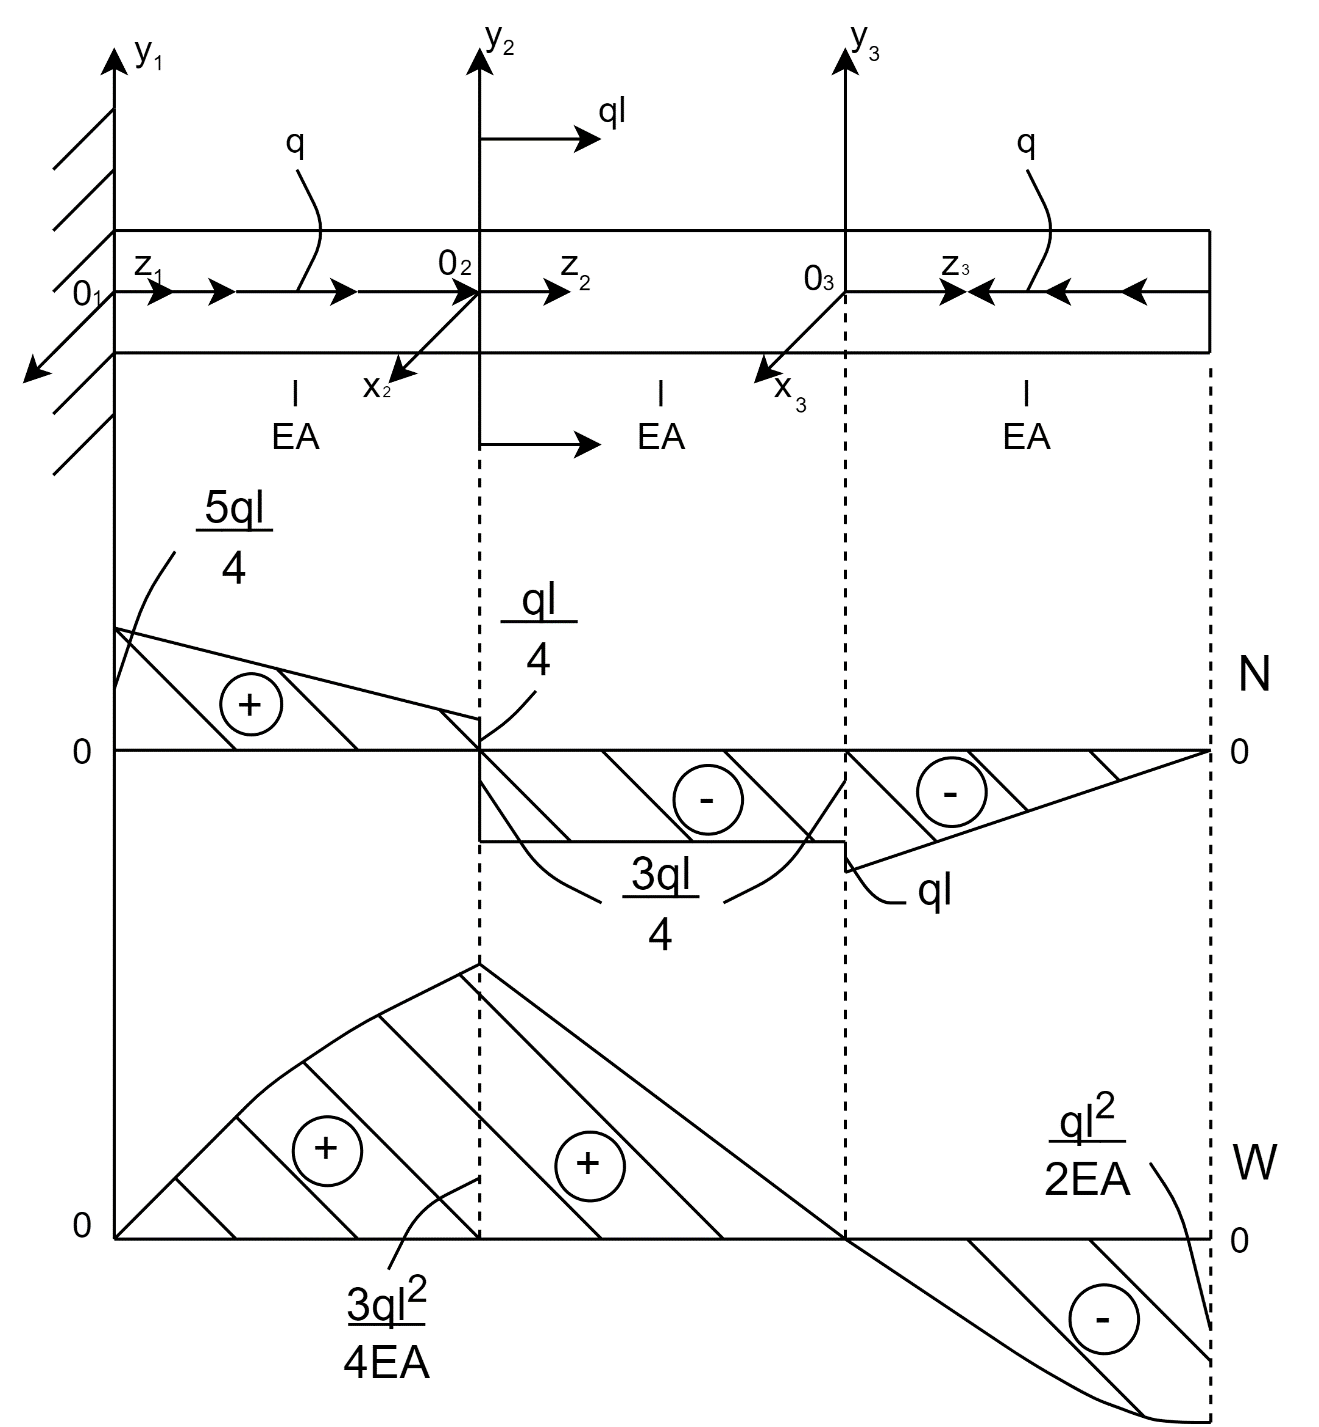 y1 y2 y3
ql
q q
z1 02 z2 03 z3
01
x2 x3
l l l
EA EA EA
5ql
4
ql
4
N
+
0 0
- -
3ql
4
ql
ql2
2EA
W
+ +
0 0
3ql2
4EA
-